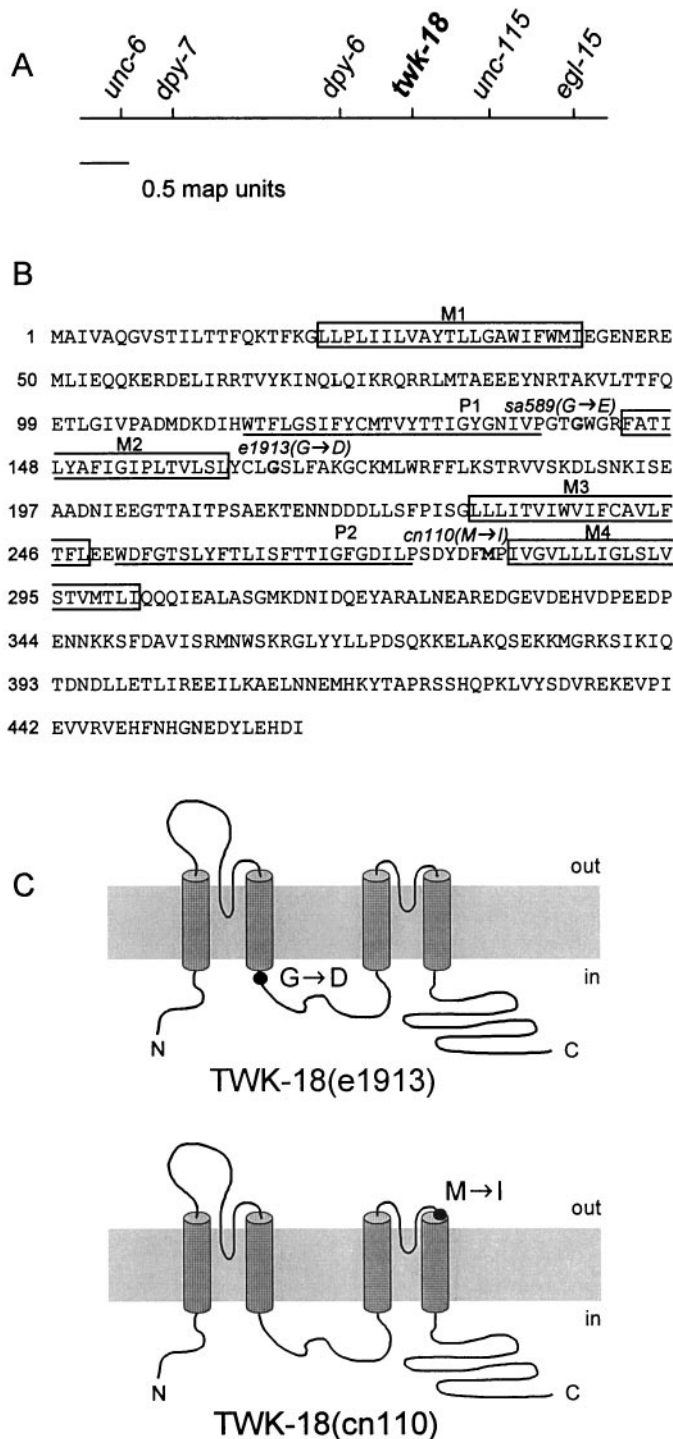 A
unc-6
dpy-7
dpy-6
twk-18
unc-115
egl-15
0.5 map units
B
M1
1 MAIVAQGVSTILTTFQKTFKGLLPLIILVAYTLLGAWIFWMIEGENERE
50 MLIEQQKERDELIRRTVYKINQLQIKRQRRLMTAEEEYNRTAKVLTTFQ
P1 sa589(G→E)
99 ETLGIVPADMDKDIHWTFLGSIFYCMTVYTTIGYGNIVPGTGWGRFATI
M2 e1913(G→D)
148 LYAFIGIPLTVLSLYCLGSLFAKGCKMLWRFFLKSTRVVSKDLSNKISE
M3
197 AADNIEEGTTAITPSAEKTENNDDDLLSFPISGLLLITVIWVIFCAVLF
P2 cn110(M→I) M4
246 TFLEEWDFGTSLYFTLISFTTIGFGDILPSDYDFMPIVGVLLLIGLSLV
295 STVMTLIQQQIEALASGMKDNIDQEYARALNEAREDGEVDEHVDPEEDP
344 ENNKKSFDAVISRMNWSKRGLYYLLPDSQKKELAKQSEKKMGRKSIKIQ
393 TDNDLLETLIREEILKAELNNEMHKYTAPRSSHQPKLVYSDVREKEVPI
442 EVVRVEHFNHGNEDYLEHDI
C
out
in
G→D
N
C
TWK-18(e1913)
M→I
out
in
N
C
TWK-18(cn110)